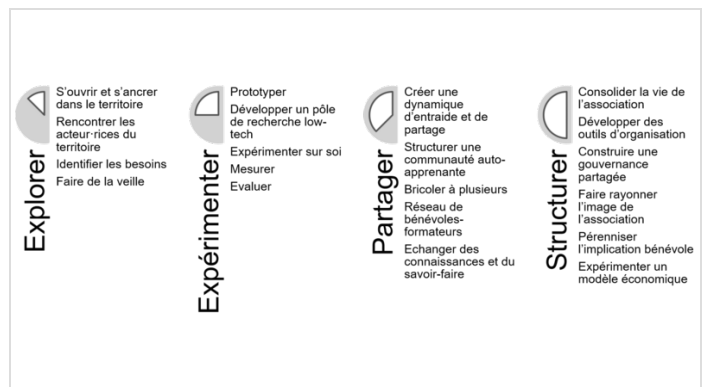 Explorer
S'ouvrir et s'ancrer
dans le territoire
Rencontrer les
acteur·rices du
territoire
Identifier les besoins
Faire de la veille
Expérimenter
Prototyper
Développer un pôle
de recherche low-
tech
Expérimenter sur soi
Mesurer
Evaluer
Partager
Créer une
dynamique
d'entraide et de
partage
Structurer une
communauté auto-
apprenante
Bricoler à plusieurs
Réseau de
bénévoles-
formateurs
Echanger des
connaissances et du
savoir-faire
Structurer
Consolider la vie de
l'association
Développer des
outils d'organisation
Construire une
gouvernance
partagée
Faire rayonner
l'image de
l'association
Pérenniser
l'implication bénévole
Expérimenter un
modèle économique